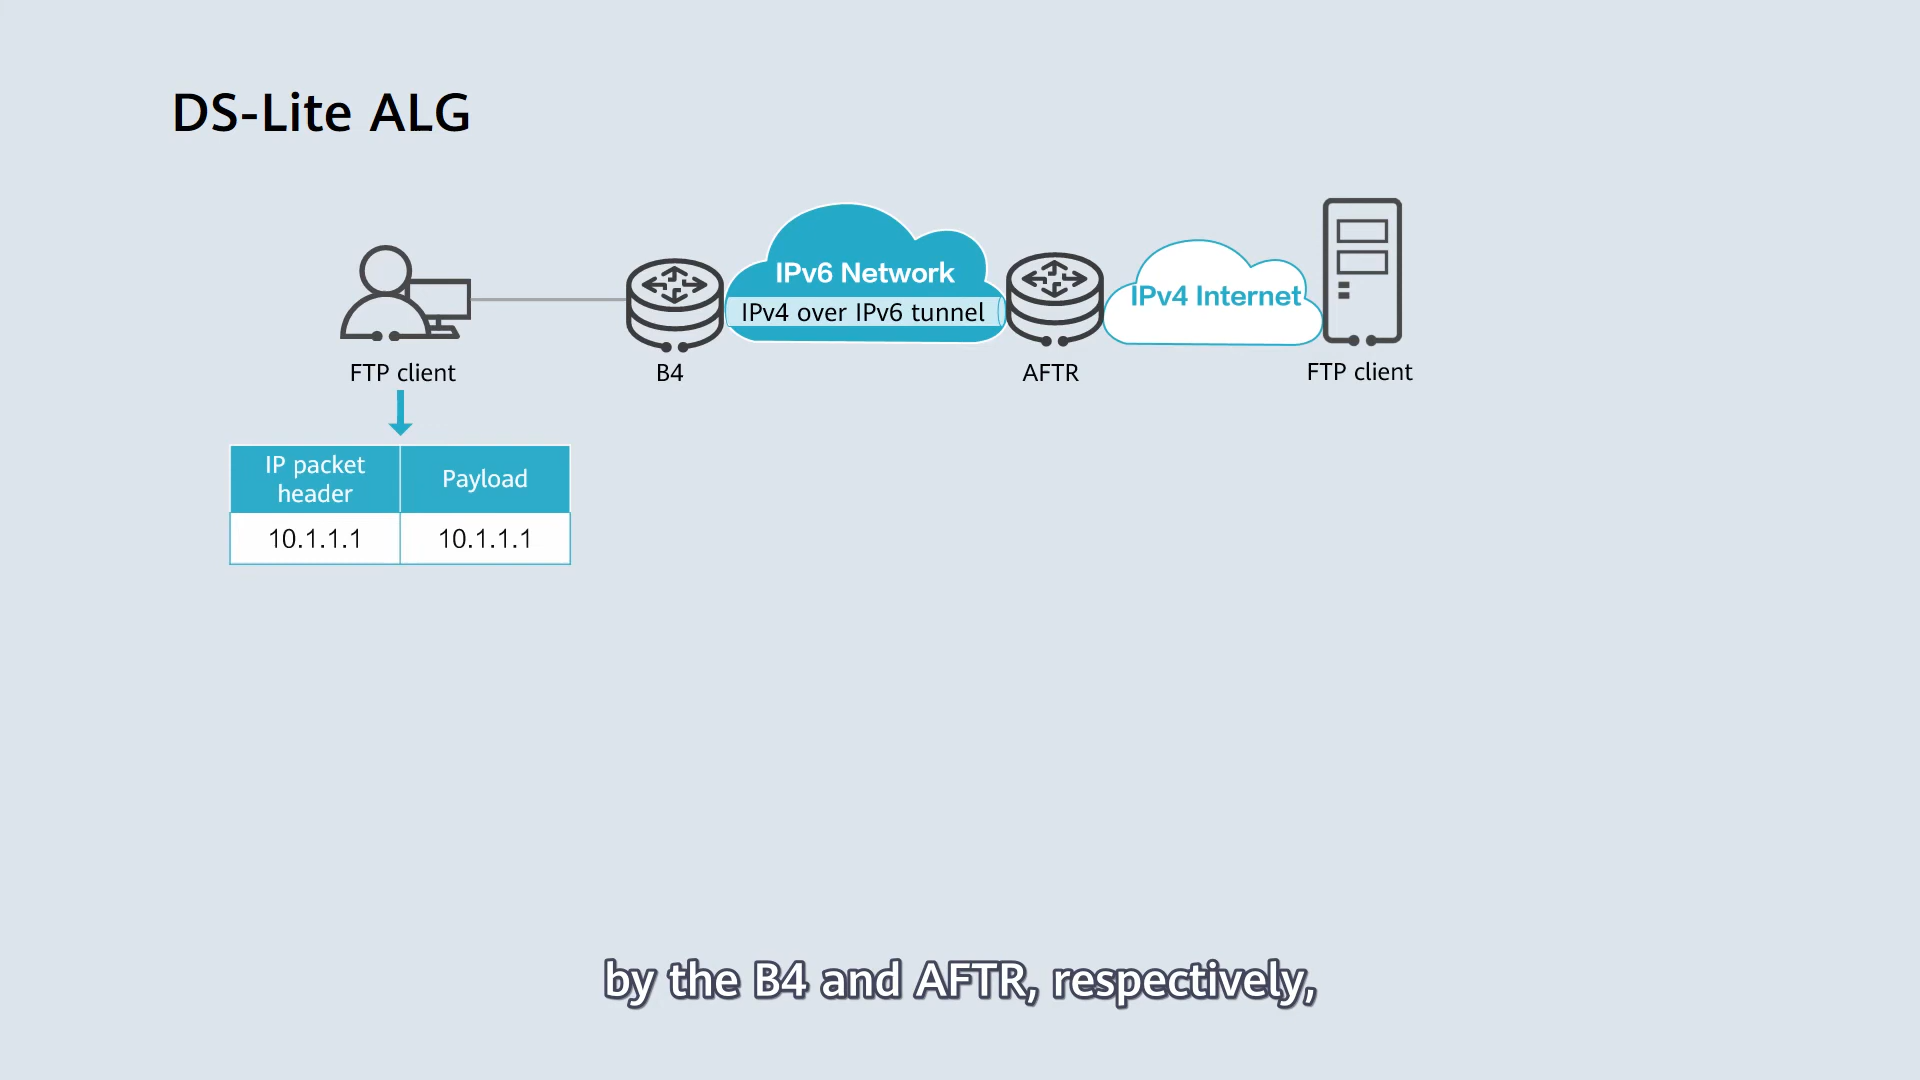 DS-Lite ALG
IPv6 Network
IPv4 over IPv6 tunnel
IPv4 Internet
FTP client
B4
AFTR
FTP client
IP packet
header
Payload
10.1.1.1
10.1.1.1
by the B4 and AFTR, respectively,